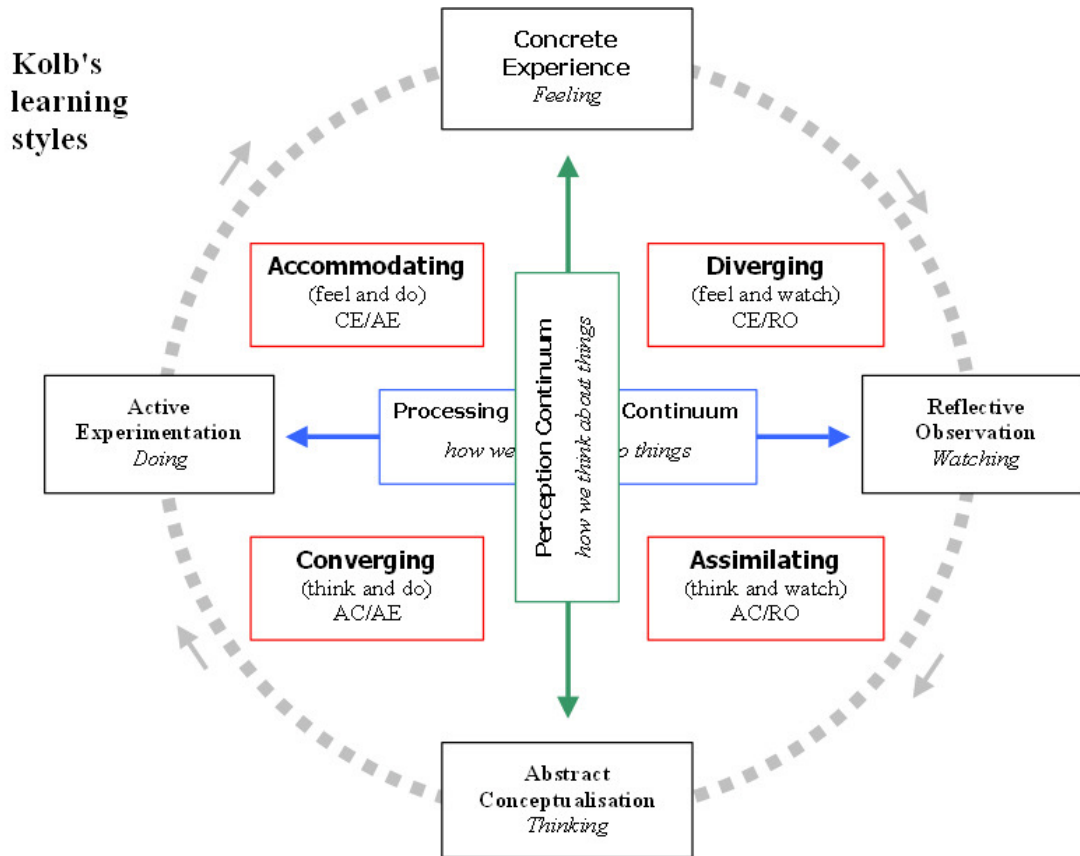 Kolb's
learning
styles
Concrete
Experience
Feeling
Accommodating
(feel and do)
CE/AE
Diverging
(feel and watch)
CE/RO
Active
Experimentation
Doing
Processing Continuum
how we things
Perception Continuum
how we think about things
Reflective
Observation
Watching
Converging
(think and do)
AC/AE
Assimilating
(think and watch)
AC/RO
Abstract
Conceptualisation
Thinking